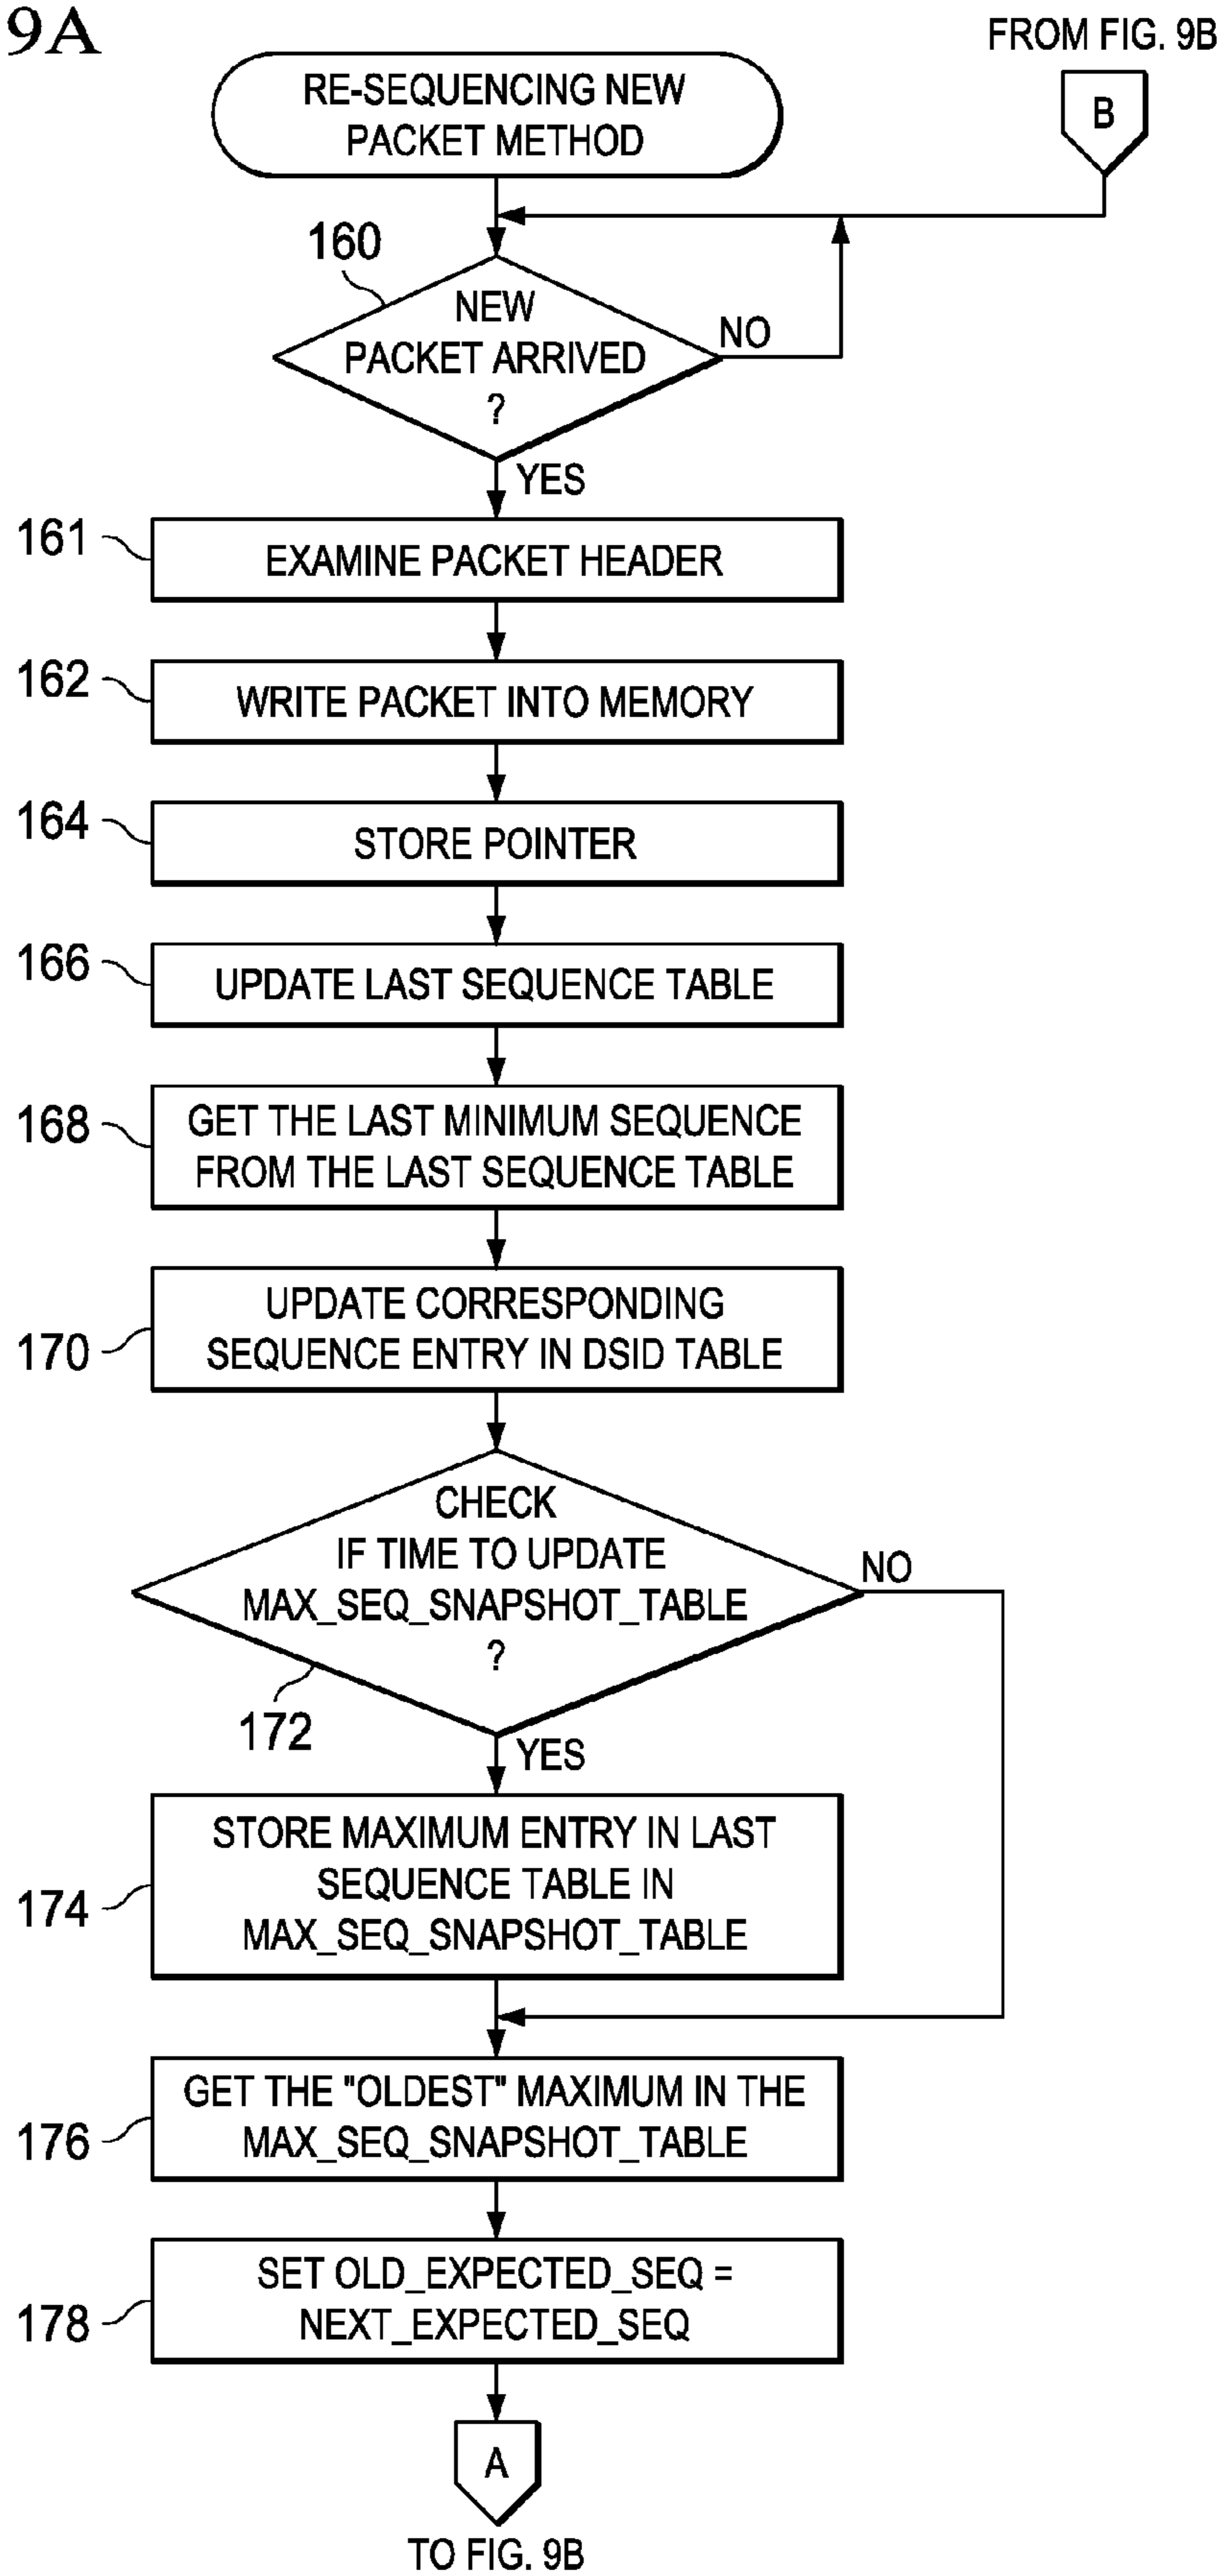 9A
FROM FIG. 9B
RE-SEQUENCING NEW
PACKET METHOD
B
160
NEW
PACKET ARRIVED
?
NO
YES
161
EXAMINE PACKET HEADER
162
WRITE PACKET INTO MEMORY
164
STORE POINTER
166
UPDATE LAST SEQUENCE TABLE
168
GET THE LAST MINIMUM SEQUENCE
FROM THE LAST SEQUENCE TABLE
170
UPDATE CORRESPONDING
SEQUENCE ENTRY IN DSID TABLE
CHECK
IF TIME TO UPDATE
MAX_SEQ_SNAPSHOT_TABLE
?
NO
172
YES
174
STORE MAXIMUM ENTRY IN LAST
SEQUENCE TABLE IN
MAX_SEQ_SNAPSHOT_TABLE
176
GET THE "OLDEST" MAXIMUM IN THE
MAX_SEQ_SNAPSHOT_TABLE
178
SET OLD_EXPECTED_SEQ =
NEXT_EXPECTED_SEQ
A
TO FIG. 9B